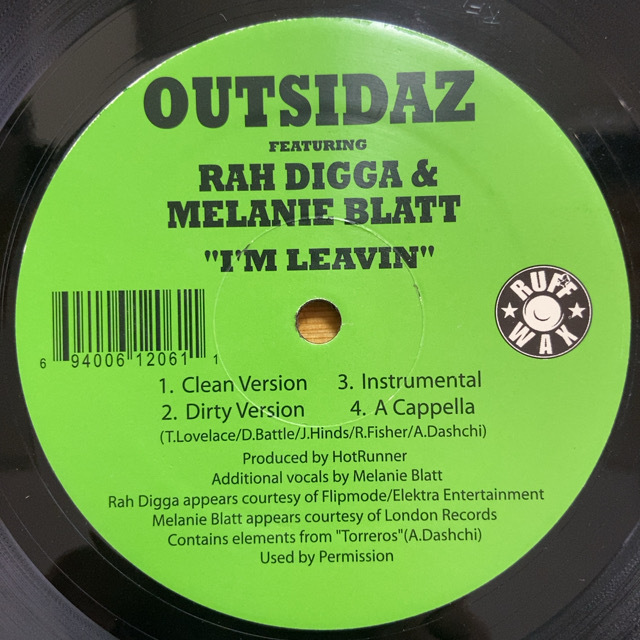 OUTSIDAZ
FEATURING
RAH DIGGA &
MELANIE BLATT
"I'M LEAVIN"
RUFF
WAX
6 94006 12061 1
1. Clean Version 3. Instrumental
2. Dirty Version 4. A Cappella
(T.Lovelace/D.Battle/J.Hinds/R.Fisher/A.Dashchi)
Produced by HotRunner
Additional vocals by Melanie Blatt
Rah Digga appears courtesy of Flipmode/Elektra Entertainment
Melanie Blatt appears courtesy of London Records
Contains elements from "Torreros"(A.Dashchi)
Used by Permission